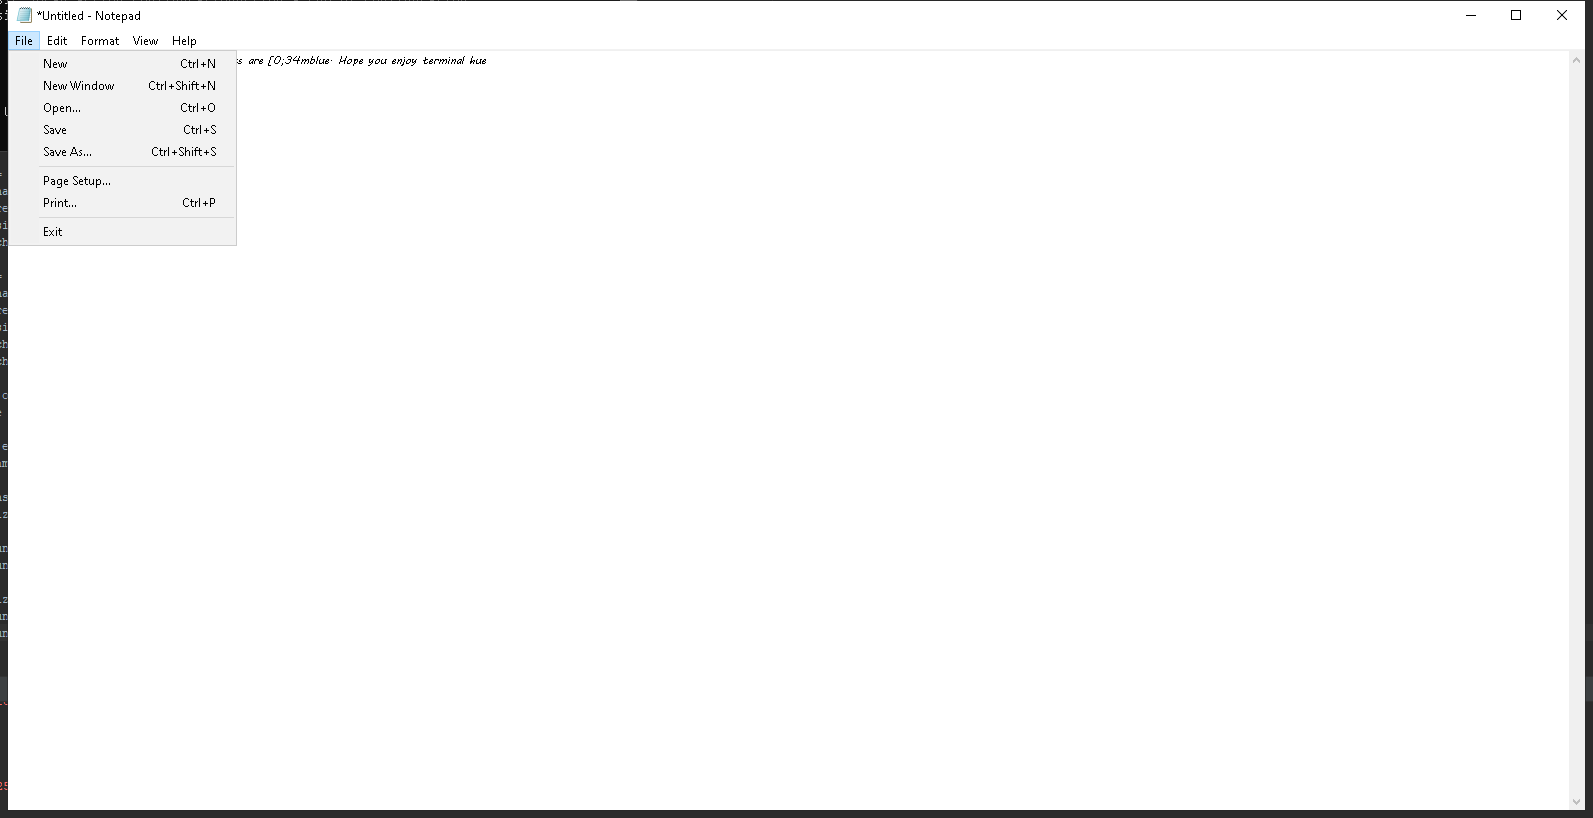 *Untitled - Notepad
File Edit Format View Help
are [0;34mblue. Hope you enjoy terminal hue
New Ctrl+N
New Window Ctrl+Shift+N
Open... Ctrl+O
Save Ctrl+S
Save As... Ctrl+Shift+S
Page Setup... 
Print... Ctrl+P
Exit